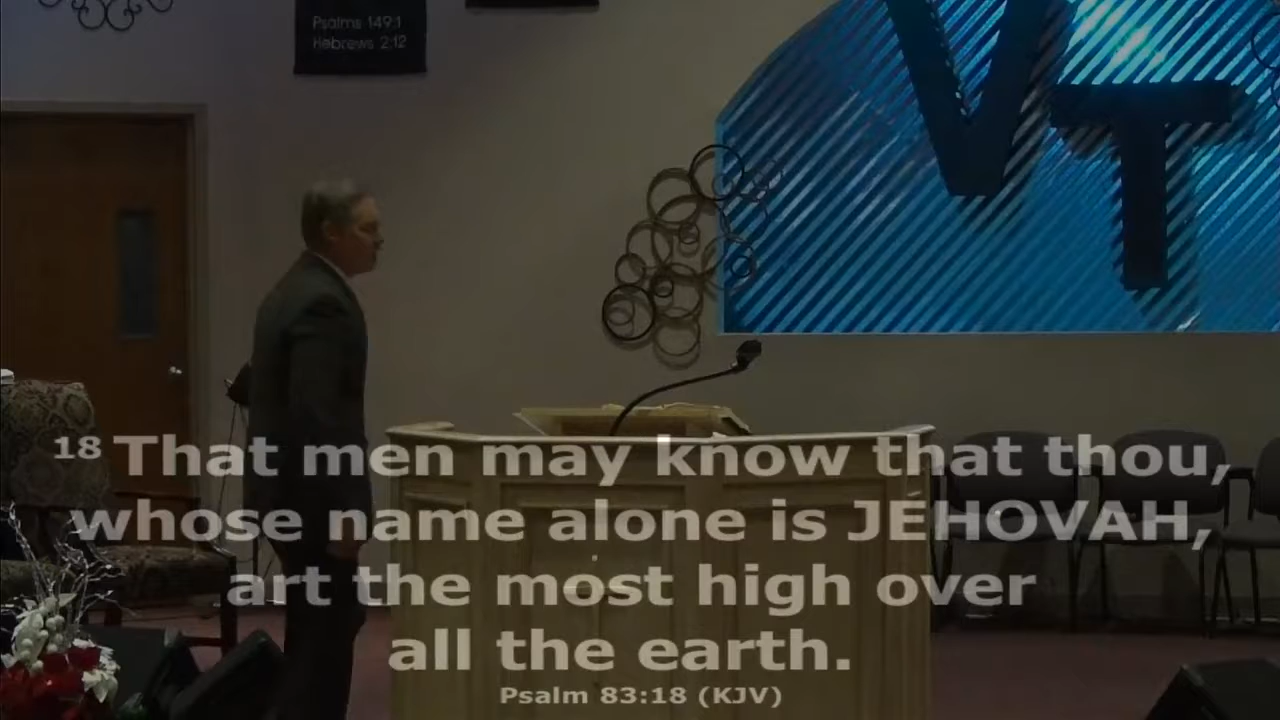 Psalms 149:1
Hebrews 2:12
VT
18 That men may know that thou,
whose name alone is JEHOVAH,
art the most high over
all the earth.
Psalm 83:18 (KJV)